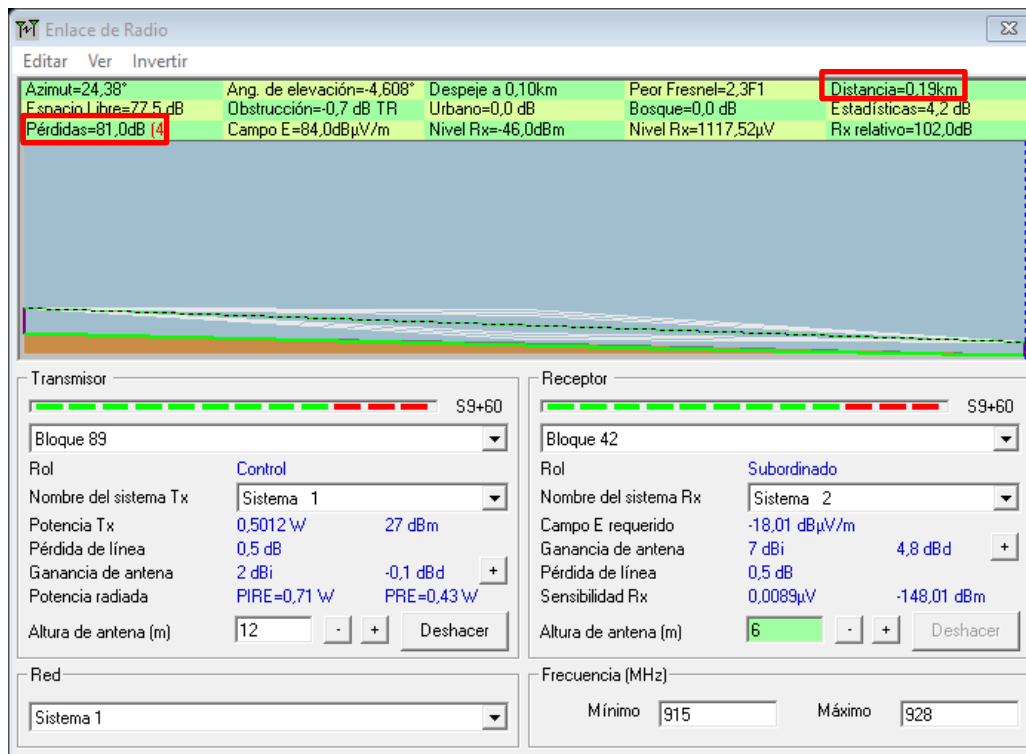 Enlace de Radio
Editar Ver Invertir
Azimut=24,38° Ang. de elevación=-4,608° Despeje a 0,10km Peor Fresnel=2,3F1 Distancia=0,19km
Espacio Libre=77,5 dB Obstrucción=-0,7 dB TR Urbano=0,0 dB Bosque=0,0 dB Estadísticas=4,2 dB
Pérdidas=81,0dB (4 Campo E=84,0dBµV/m Nivel Rx=-46,0dBm Nivel Rx=1117,52µV Rx relativo=102,0dB
Transmisor
S9+60
Bloque 89
Rol Control
Nombre del sistema Tx Sistema 1
Potencia Tx 0,5012 W 27 dBm
Pérdida de línea 0,5 dB
Ganancia de antena 2 dBi -0,1 dBd +
Potencia radiada PIRE=0,71 W PRE=0,43 W
Altura de antena (m) 12 - + Deshacer
Red
Sistema 1
Receptor
S9+60
Bloque 42
Rol Subordinado
Nombre del sistema Rx Sistema 2
Campo E requerido -18,01 dBµV/m
Ganancia de antena 7 dBi 4,8 dBd +
Pérdida de línea 0,5 dB
Sensibilidad Rx 0,0089µV -148,01 dBm
Altura de antena (m) 6 - + Deshacer
Frecuencia (MHz)
Mínimo 915 Máximo 928